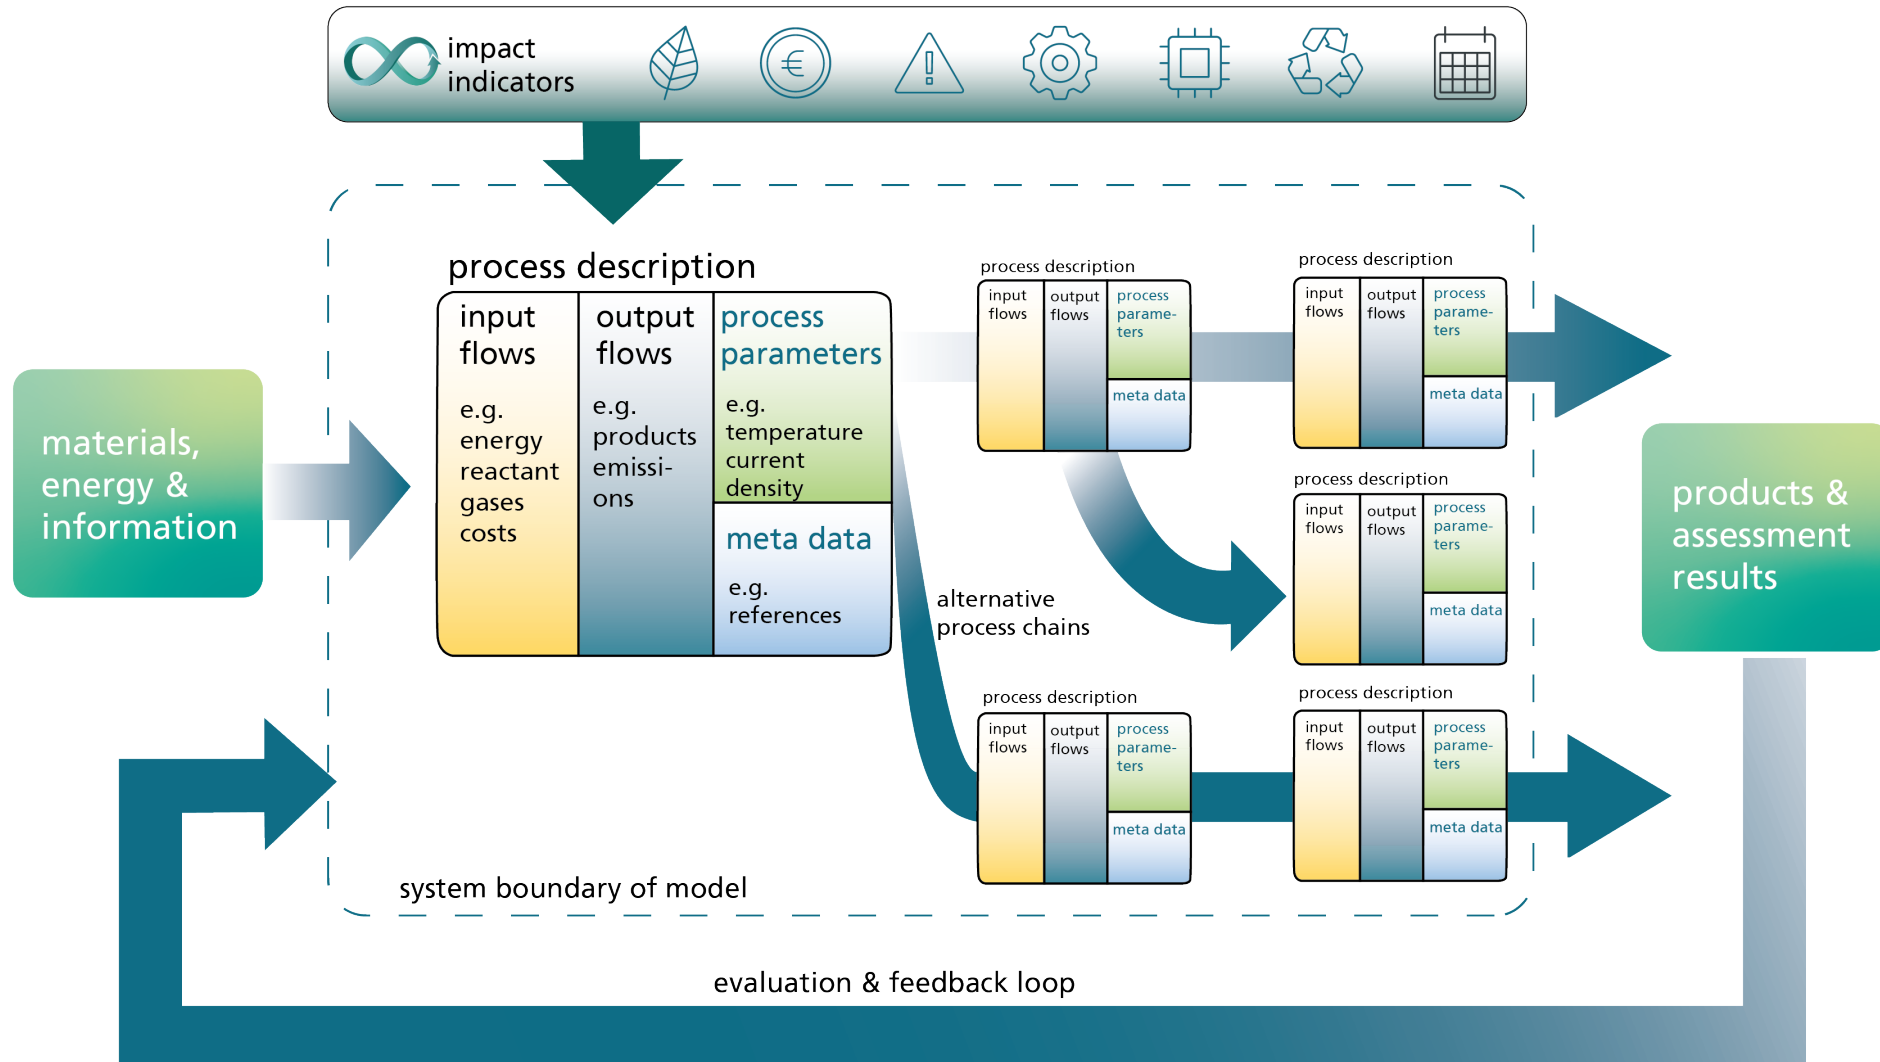 impact
indicators
€
process description
input
flows
e.g.
energy
reactant
gases
costs
output
flows
e.g.
products
emissi-
ons
process
parameters
e.g.
temperature
current
density
meta data
e.g.
references
process description
input
flows
output
flows
process
parame-
ters
meta data
process description
input
flows
output
flows
process
parame-
ters
meta data
materials,
energy &
information
process description
input
flows
output
flows
process
parame-
ters
meta data
products &
assessment
results
alternative
process chains
process description
input
flows
output
flows
process
parame-
ters
meta data
process description
input
flows
output
flows
process
parame-
ters
meta data
system boundary of model
evaluation & feedback loop